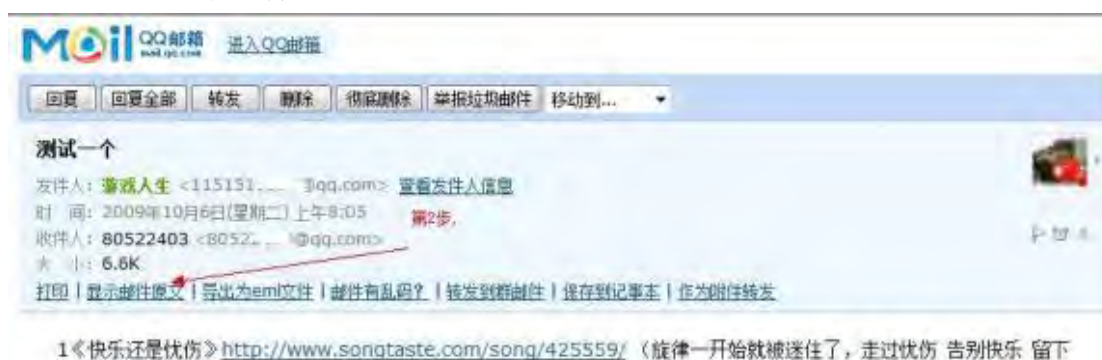 Mail QQ邮箱 mail.qq.com 进入QQ邮箱
回复 回复全部 转发 删除 彻底删除 举报垃圾邮件 移动到...
测试一个
发件人：游戏人生 <115151.... @qq.com> 查看发件人信息
时 间：2009年10月6日(星期二) 上午8:05
第2步,
收件人：80522403 <8052.. @qq.com>
大 小：6.6K
打印 | 显示邮件原文 | 导出为eml文件 | 邮件有乱码? | 转发到群邮件 | 保存到记事本 | 作为附件转发
1《快乐还是忧伤》http://www.songtaste.com/song/425559/ （旋律一开始就被迷住了，走过忧伤 告别快乐 留下